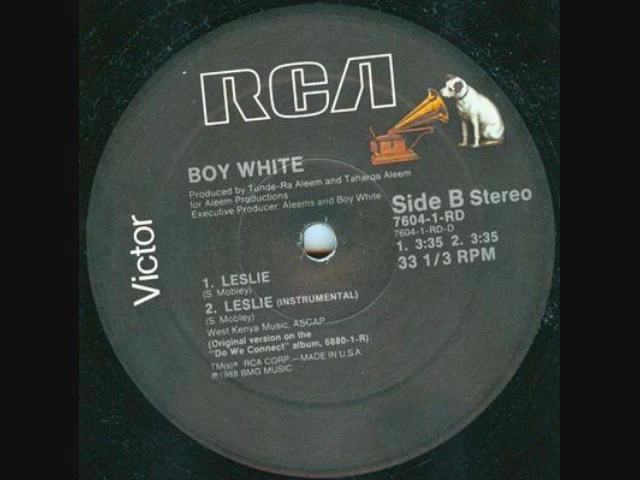 RCA
Victor
BOY WHITE
Produced by Tunde-Ra Aleem and Taharqa Aleem
for Aleem Productions
Executive Producer: Aleems and Boy White
Side B Stereo
7604-1-RD
7604-1-RD-D
1. 3:35 2. 3:35
33 1/3 RPM
1. LESLIE
(S. Mobley)
2. LESLIE (INSTRUMENTAL)
(S. Mobley)
West Kenya Music. ASCAP
(Original version on the
"Do We Connect" album, 6880-1-R)
TM(s)® RCA CORP — MADE IN U.S.A.
℗1988 BMG MUSIC